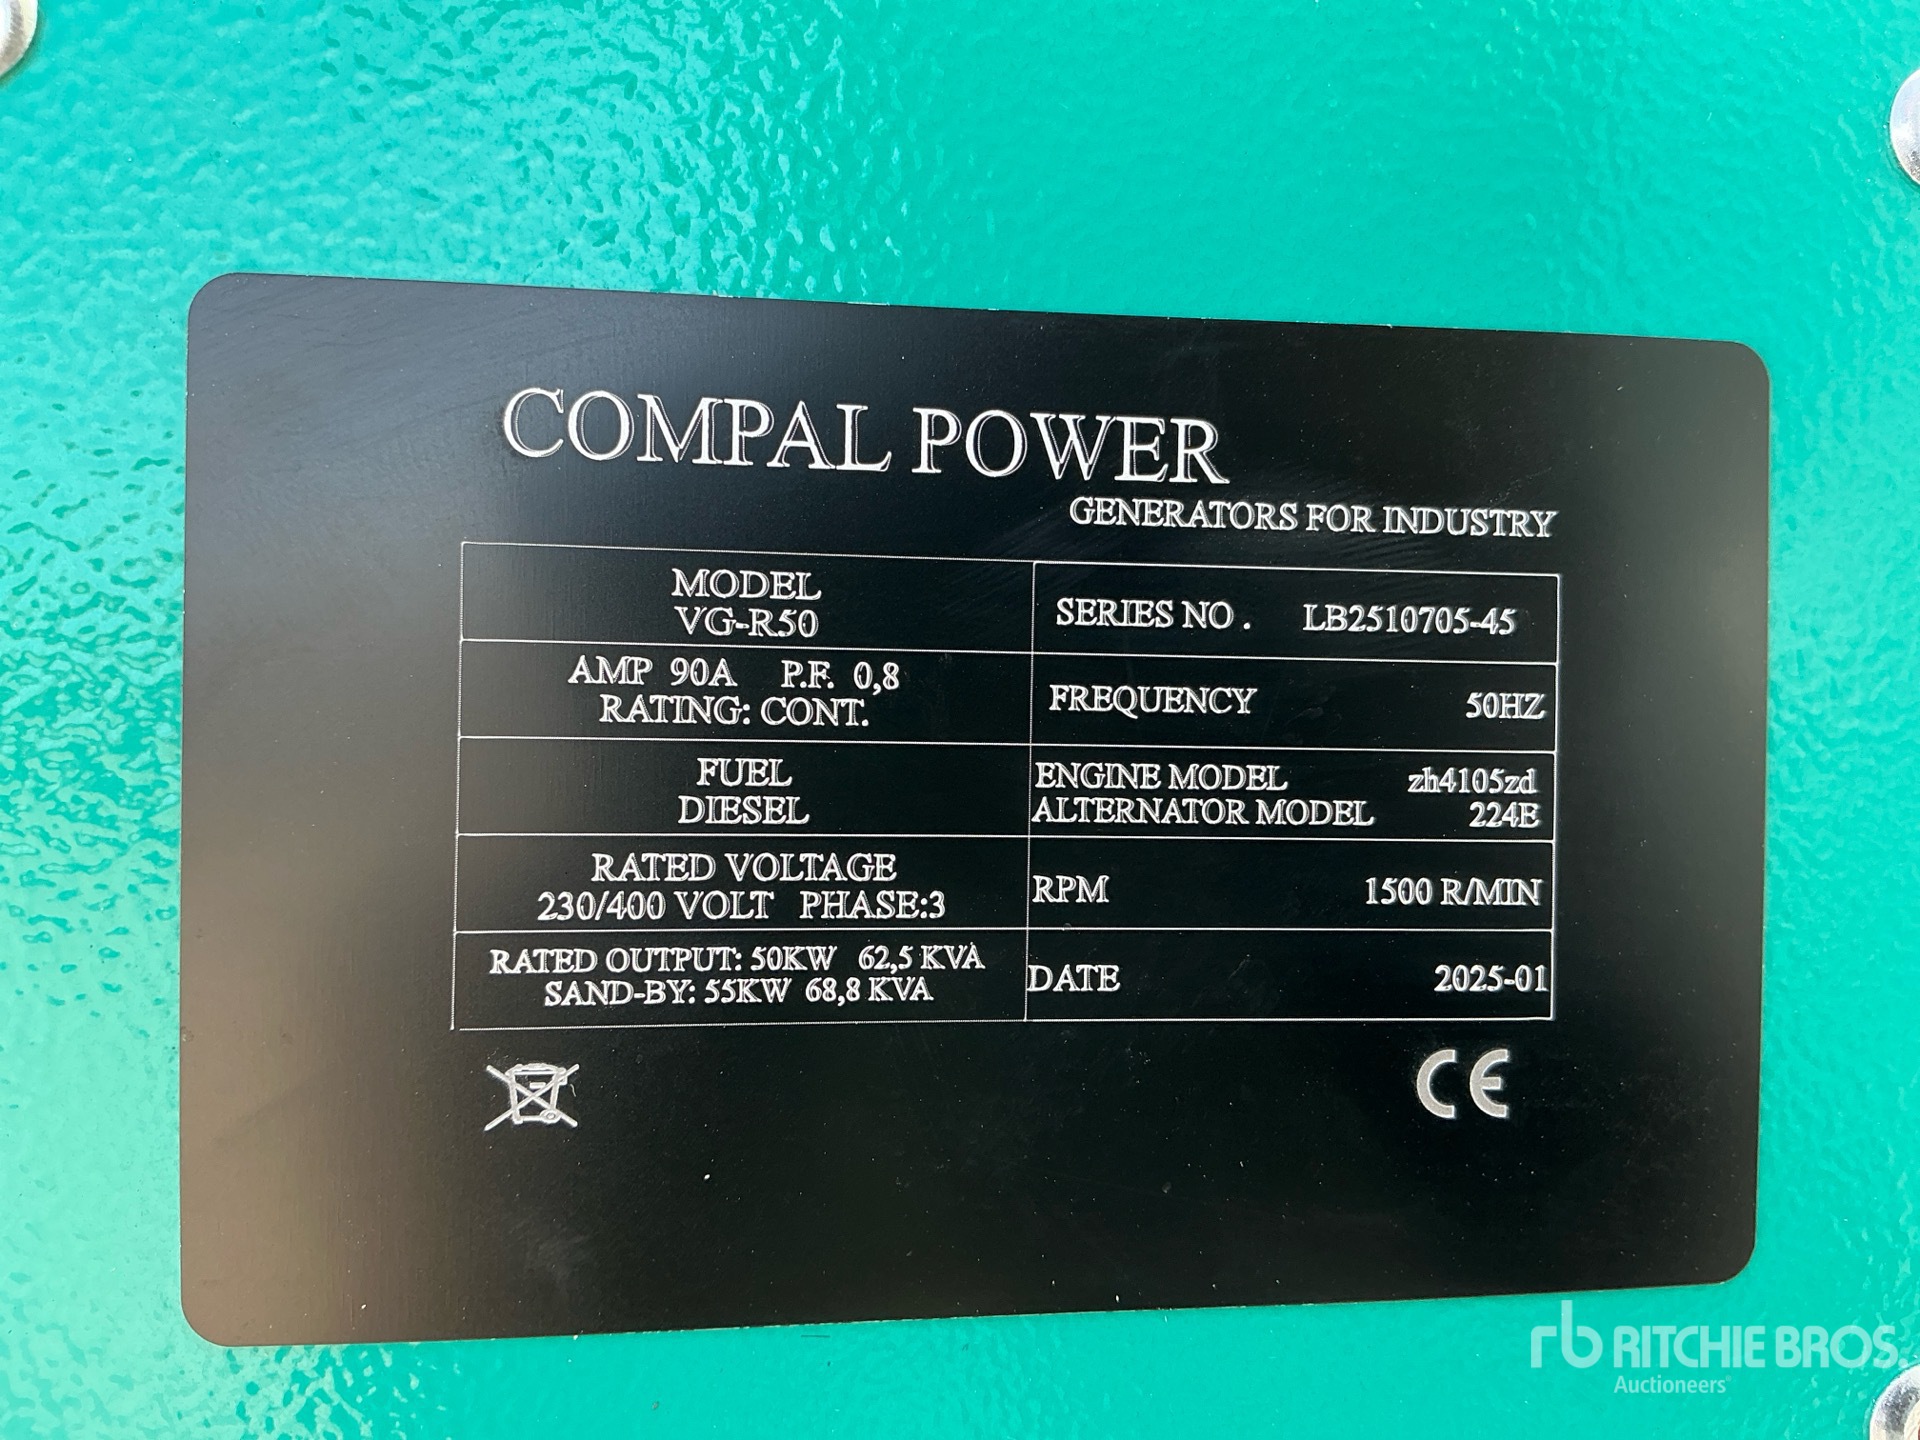 COMPAL POWER
GENERATORS FOR INDUSTRY
MODEL
VG-R50
SERIES NO. LB2510705-45
AMP 90A P.F. 0,8
RATING: CONT.
FREQUENCY 50HZ
FUEL
DIESEL
ENGINE MODEL zh4105zd
ALTERNATOR MODEL 224E
RATED VOLTAGE
230/400 VOLT PHASE:3
RPM 1500 R/MIN
RATED OUTPUT: 50KW 62,5 KVA
SAND-BY: 55KW 68,8 KVA
DATE 2025-01
CE
rb RITCHIE BROS.
Auctioneers